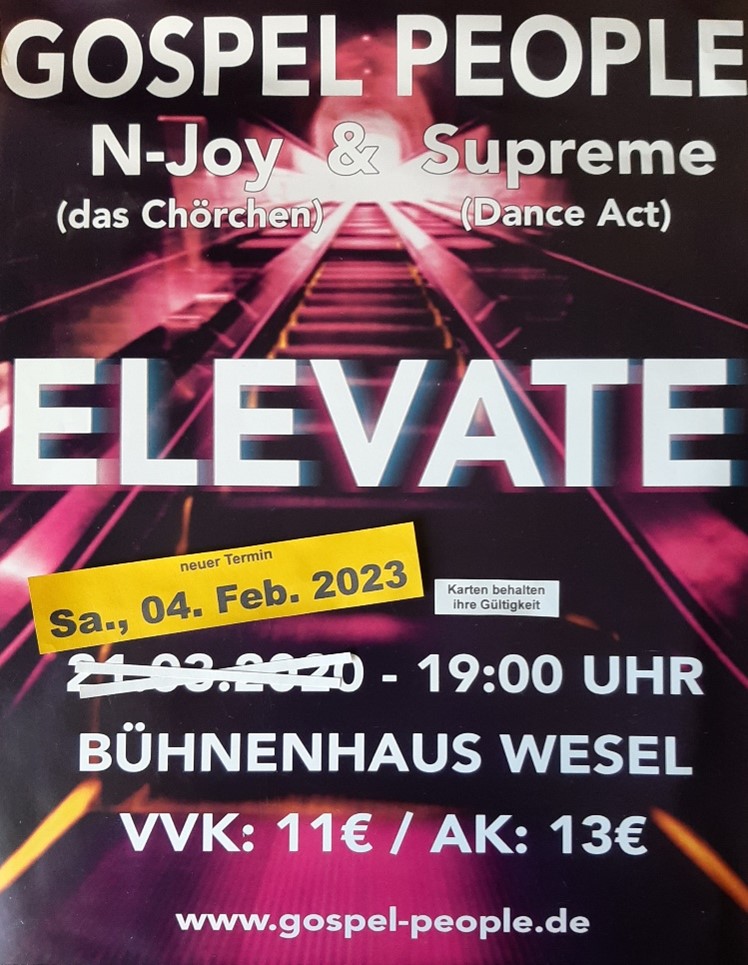 GOSPEL PEOPLE
N-Joy & Supreme
(das Chörchen) (Dance Act)
ELEVATE
neuer Termin
Sa., 04. Feb. 2023
Karten behalten
ihre Gültigkeit
21.03.2020 - 19:00 UHR
BÜHNENHAUS WESEL
VVK: 11€ / AK: 13€
www.gospel-people.de